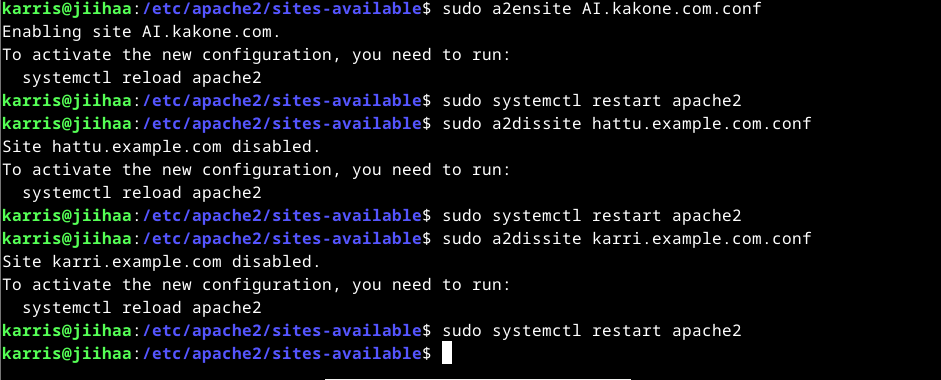 karris@jiihaa:/etc/apache2/sites-available$ sudo a2ensite AI.kakone.com.conf
Enabling site AI.kakone.com.
To activate the new configuration, you need to run:
  systemctl reload apache2
karris@jiihaa:/etc/apache2/sites-available$ sudo systemctl restart apache2
karris@jiihaa:/etc/apache2/sites-available$ sudo a2dissite hattu.example.com.conf
Site hattu.example.com disabled.
To activate the new configuration, you need to run:
  systemctl reload apache2
karris@jiihaa:/etc/apache2/sites-available$ sudo systemctl restart apache2
karris@jiihaa:/etc/apache2/sites-available$ sudo a2dissite karri.example.com.conf
Site karri.example.com disabled.
To activate the new configuration, you need to run:
  systemctl reload apache2
karris@jiihaa:/etc/apache2/sites-available$ sudo systemctl restart apache2
karris@jiihaa:/etc/apache2/sites-available$